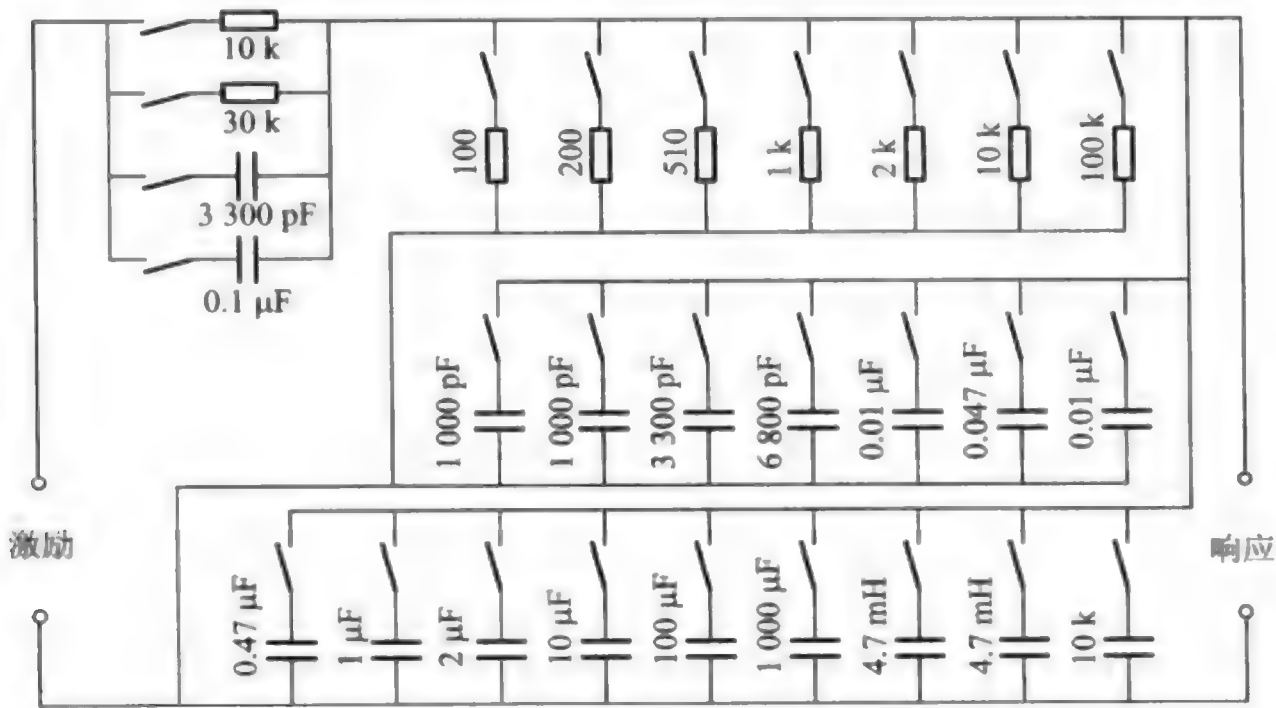 10 k
30 k
3 300 pF
0.1 μF
100
200
510
1 k
2 k
10 k
100 k
1 000 pF
1 000 pF
3 300 pF
6 800 pF
0.01 μF
0.047 μF
0.01 μF
激励
响应
0.47 μF
1 μF
2 μF
10 μF
100 μF
1 000 μF
4.7 mH
4.7 mH
10 k